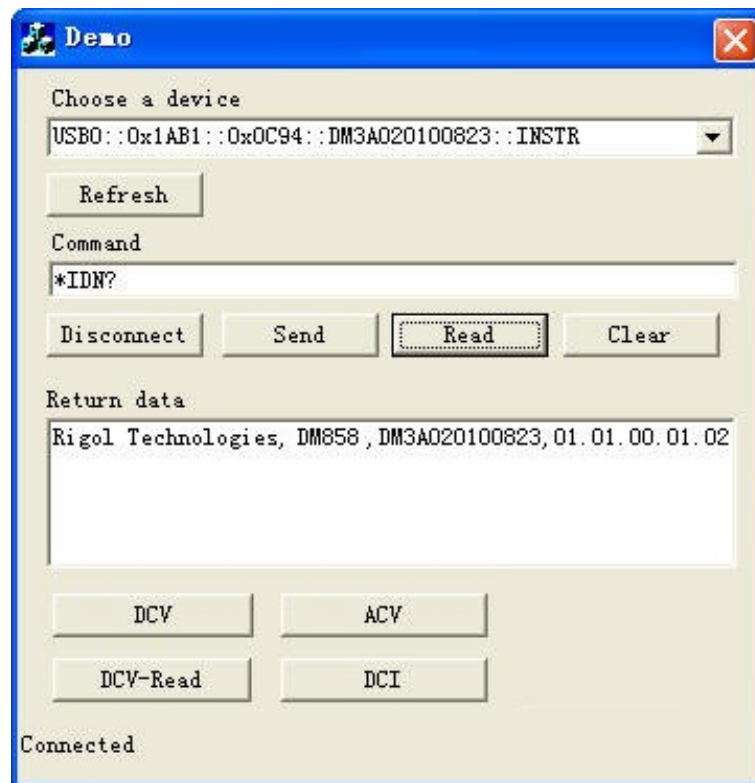 Demo
Choose a device
USB0::0x1AB1::0x0C94::DM3A020100823::INSTR
Refresh
Command
*IDN?
Disconnect Send Read Clear
Return data
Rigol Technologies, DM858 ,DM3A020100823,01.01.00.01.02
DCV ACV
DCV-Read DCI
Connected